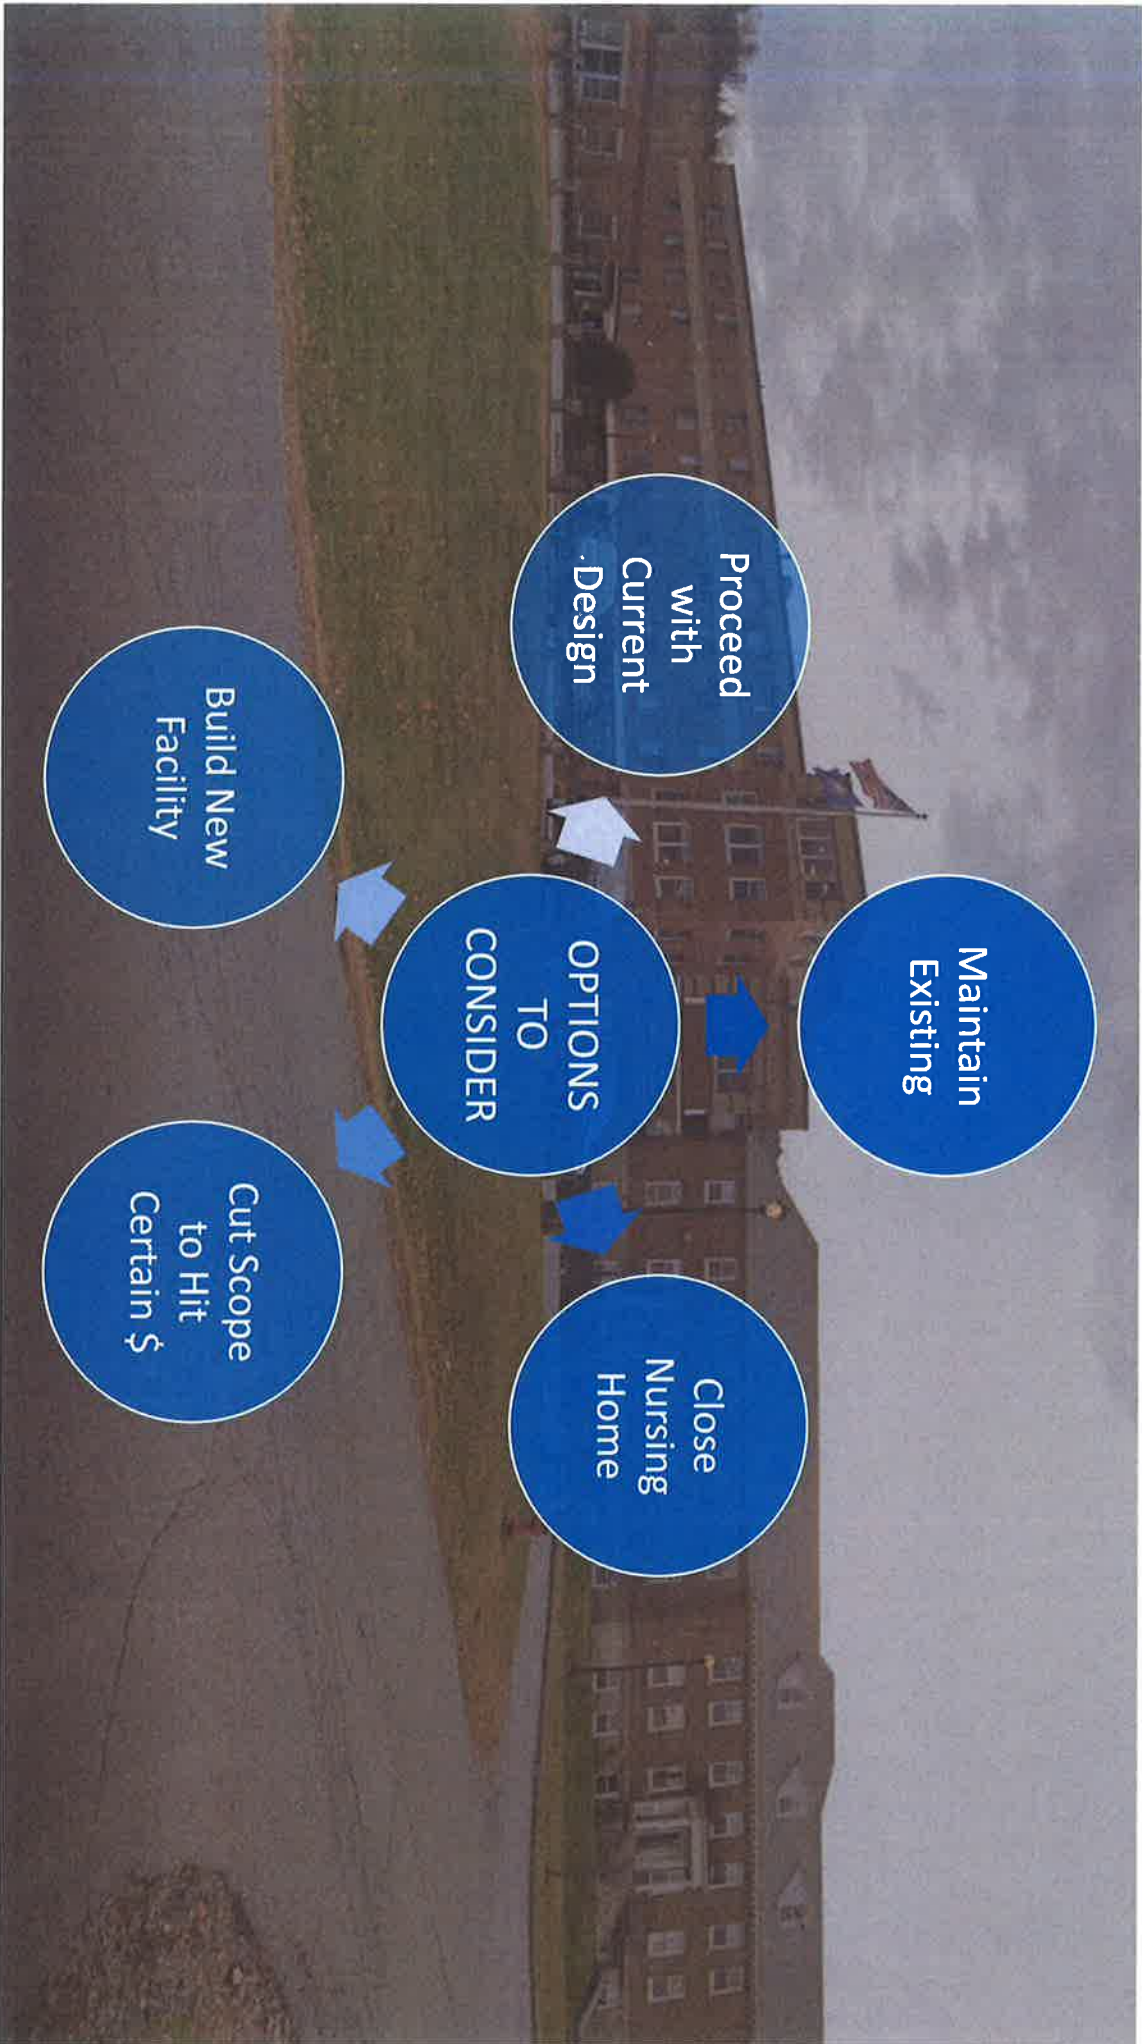 Maintain
Existing
Close
Nursing
Home
Cut Scope
to Hit
Certain $
Build New
Facility
Proceed
with
Current
Design
OPTIONS
TO
CONSIDER